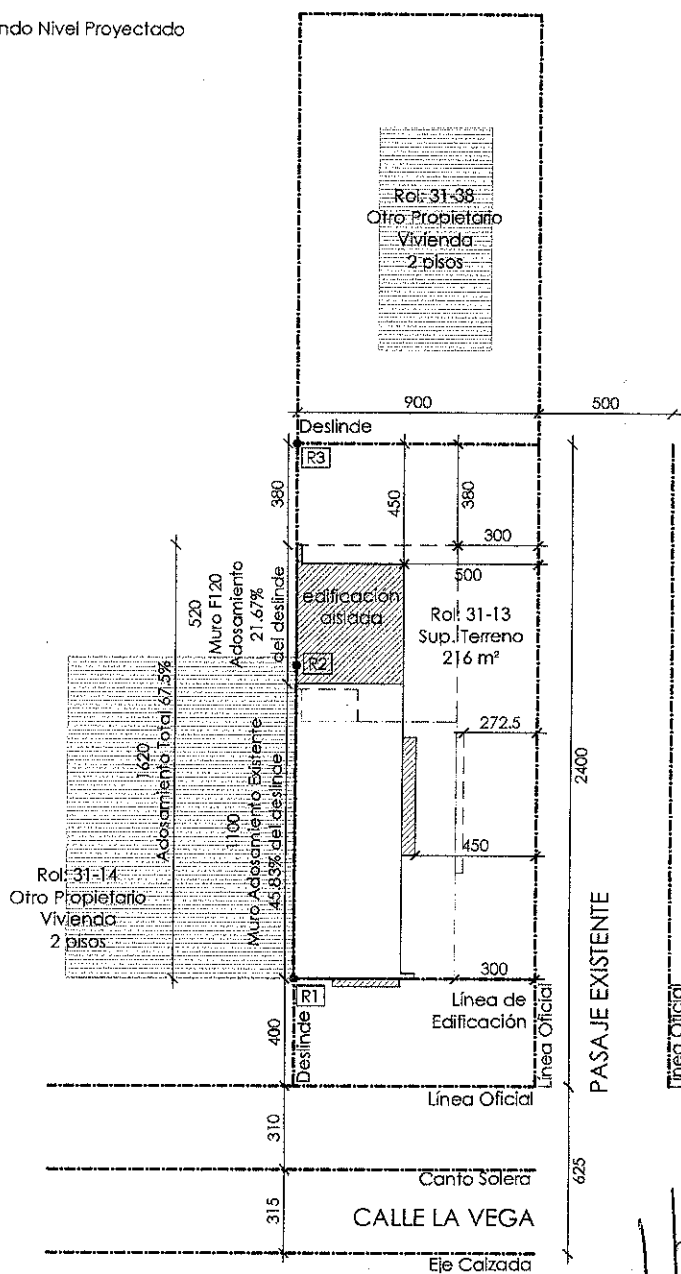 ndo Nivel Proyectado
Rol: 31-38
Otro Propietario
Vivienda
2 pisos
900
500
Deslinde
R3
380
450
380
300
500
520
Muro F120
Adosamiento
21.67%
del deslinde
edificación
aislada
Rol: 31-13
Sup. Terreno
216 m²
R2
272.5
1620
Adosamiento Total 67.5%
1100
Muro Adosamiento Existente
45.83% del deslinde
2400
450
Rol: 31-14
Otro Propietario
Vivienda
2 pisos
300
R1
Línea de
Edificación
400
Deslinde
Línea Oficial
PASAJE EXISTENTE
Línea Oficial
Línea Oficial
310
625
Canto Solera
315
CALLE LA VEGA
Eje Calzada